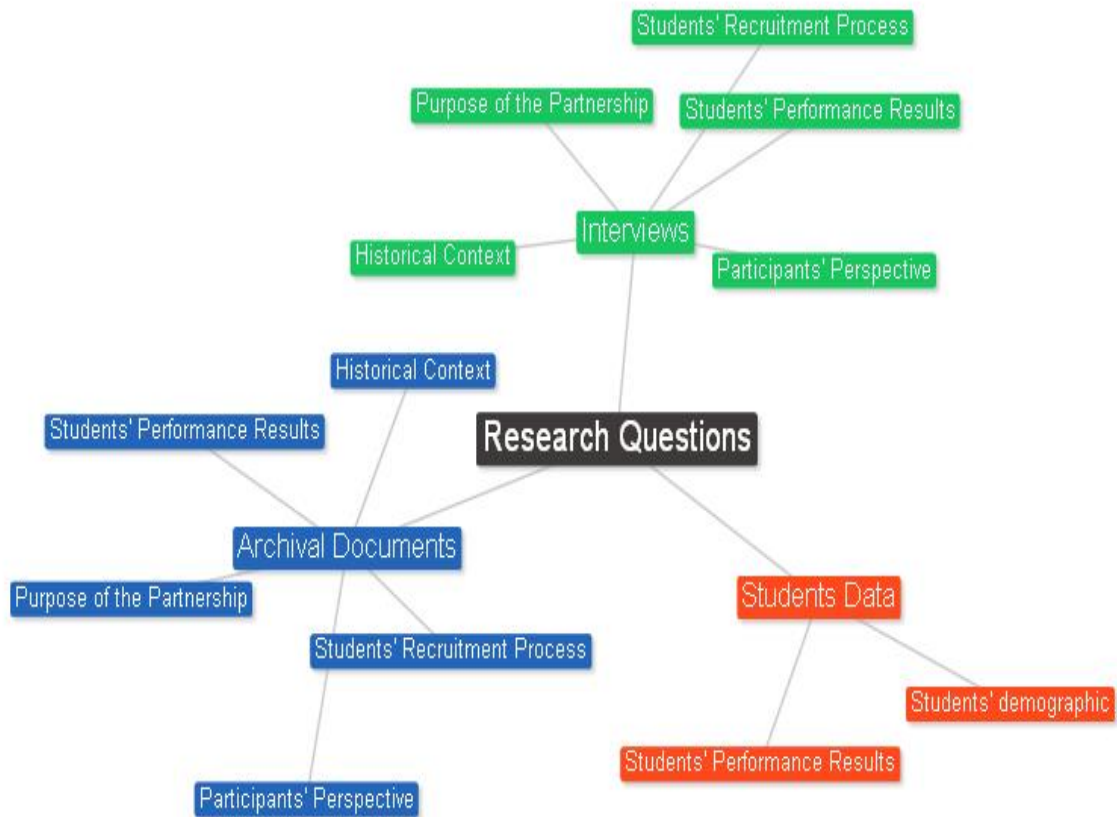 Students' Recruitment Process
Purpose of the Partnership
Students' Performance Results
Interviews
Historical Context
Participants' Perspective
Historical Context
Students' Performance Results
Research Questions
Archival Documents
Purpose of the Partnership
Students Data
Students' Recruitment Process
Students' demographic
Students' Performance Results
Participants' Perspective